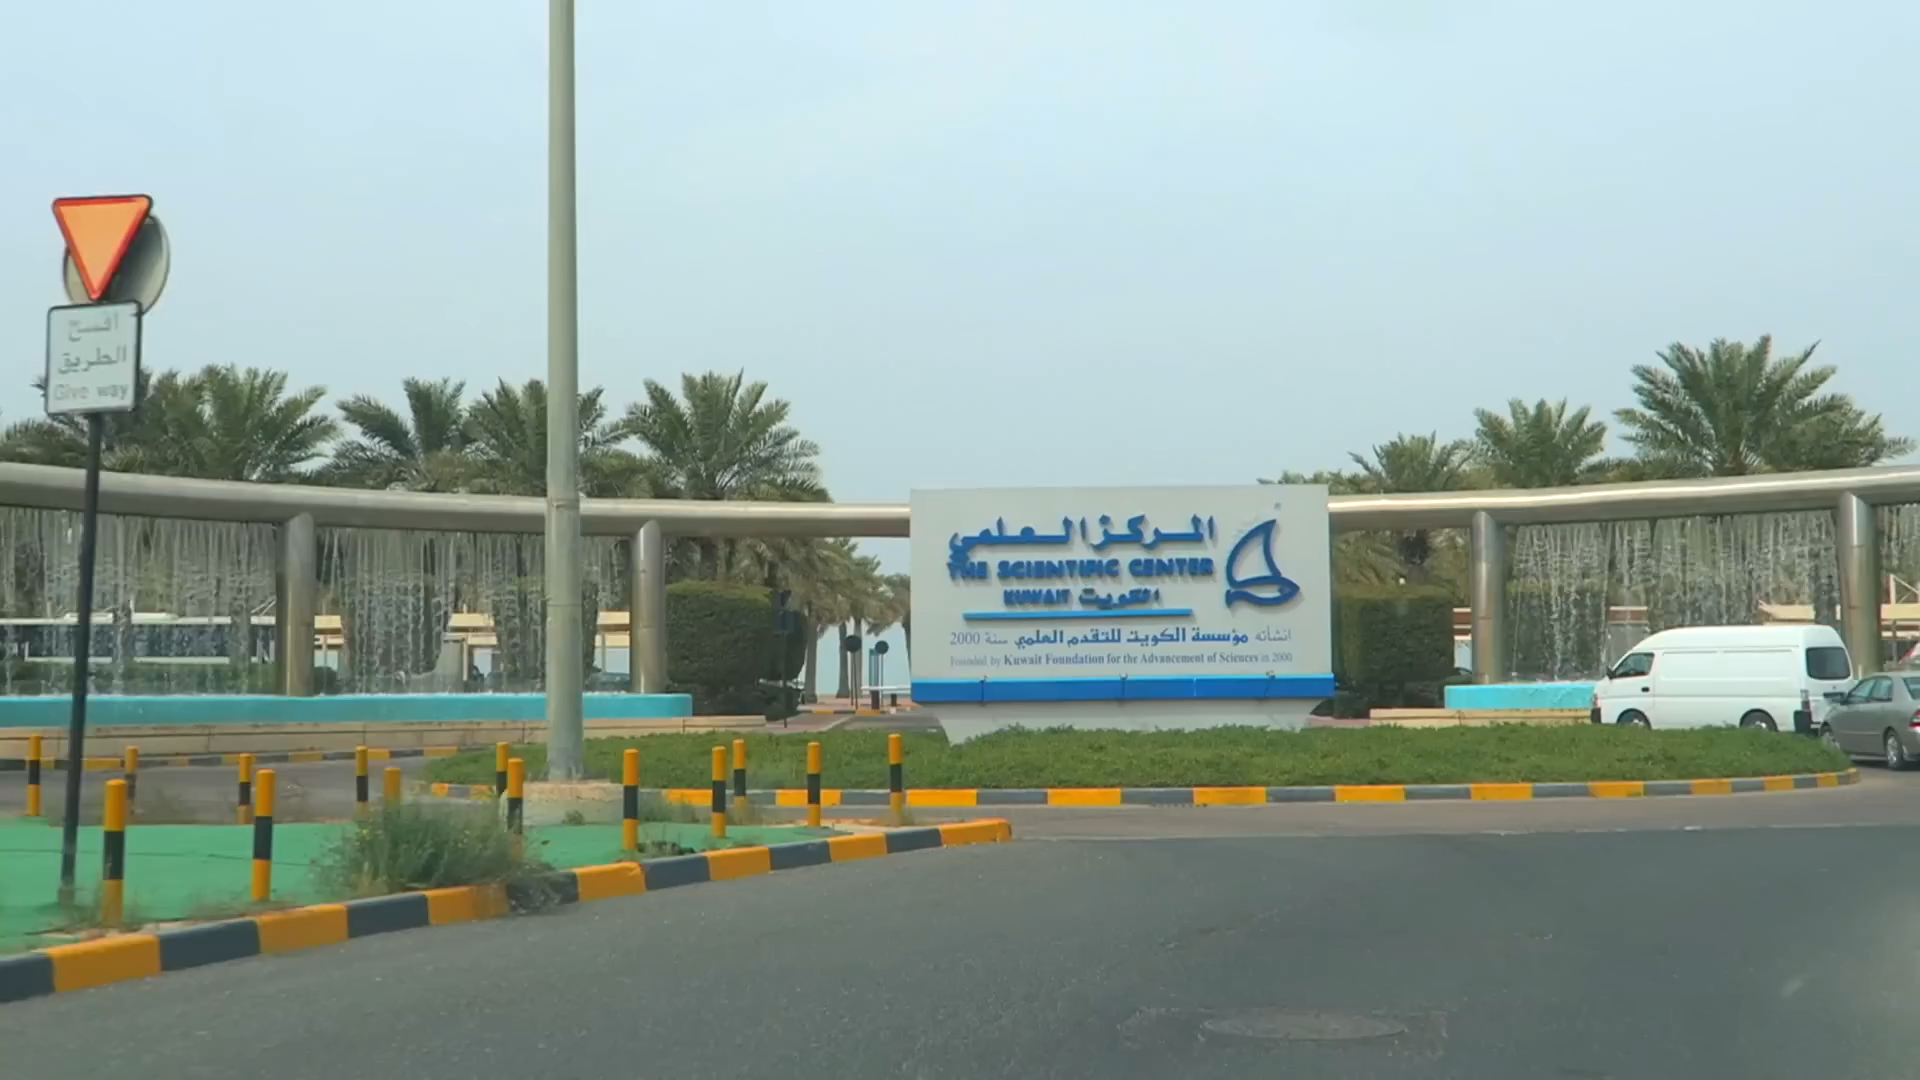 افسح
الطريق
Give way
المركز العلمي
THE SCIENTIFIC CENTER
KUWAIT الكويت
انشأته مؤسسة الكويت للتقدم العلمي سنة 2000
Founded by Kuwait Foundation for the Advancement of Sciences in 2000